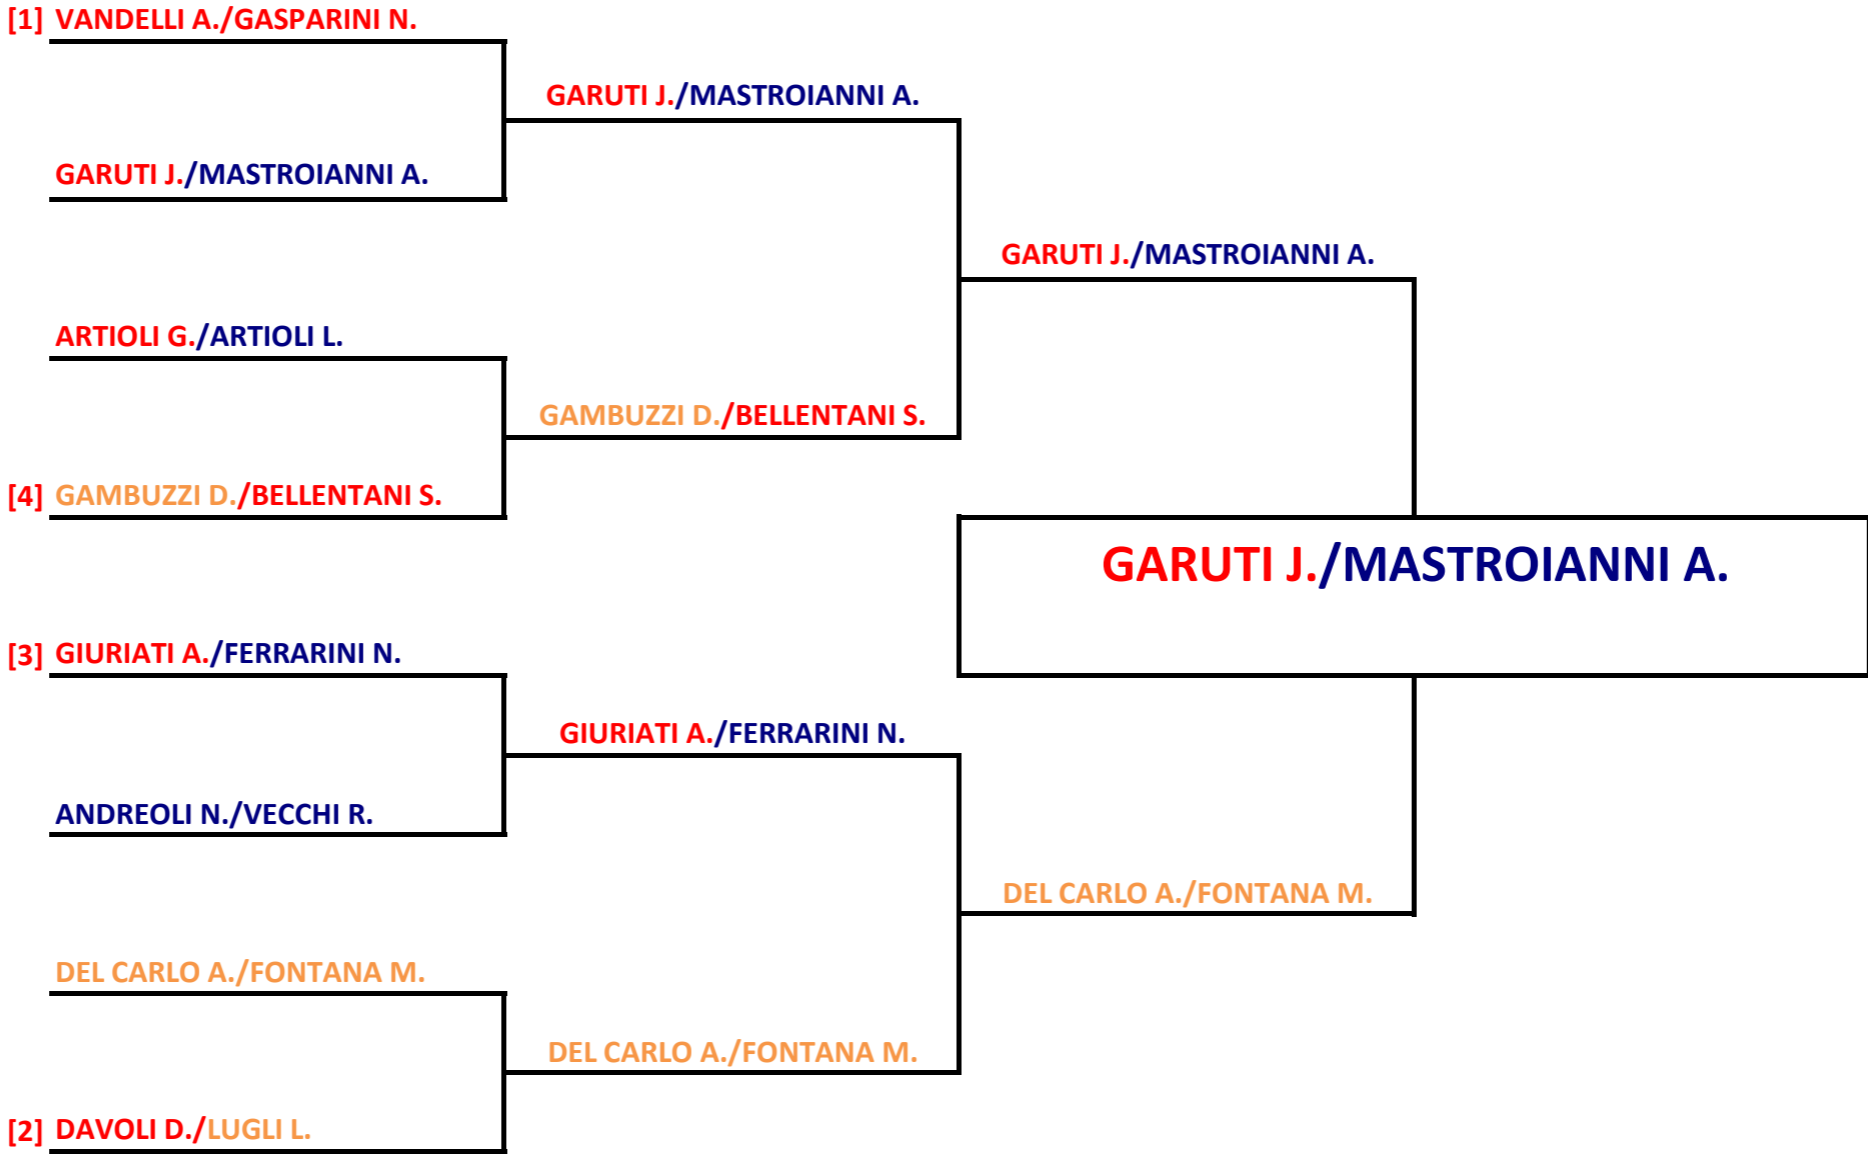 [1] VANDELLI A./GASPARINI N.
GARUTI J./MASTROIANNI A.
GARUTI J./MASTROIANNI A.
GARUTI J./MASTROIANNI A.
ARTIOLI G./ARTIOLI L.
GAMBUZZI D./BELLENTANI S.
[4] GAMBUZZI D./BELLENTANI S.
GARUTI J./MASTROIANNI A.
[3] GIURIATI A./FERRARINI N.
GIURIATI A./FERRARINI N.
ANDREOLI N./VECCHI R.
DEL CARLO A./FONTANA M.
DEL CARLO A./FONTANA M.
DEL CARLO A./FONTANA M.
[2] DAVOLI D./LUGLI L.